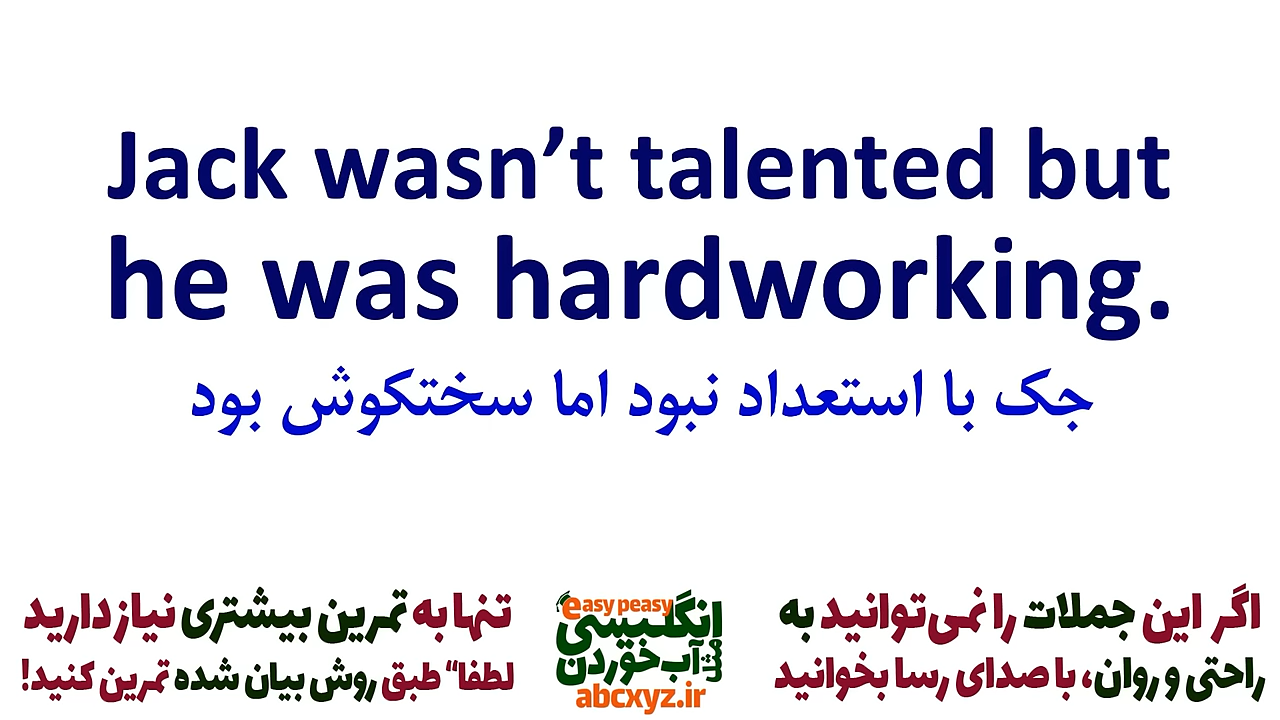 Jack wasn’t talented but
he was hardworking.
جک با استعداد نبود اما سختکوش بود
اگر این جملات را نمی‌توانید به
راحتی و روان، با صدای رسا بخوانید
easy peasy
انگلیسی
مثل آب خوردن
abcxyz.ir
تنها به تمرین بیشتری نیاز دارید
لطفا“ طبق روش بیان شده تمرین کنید!